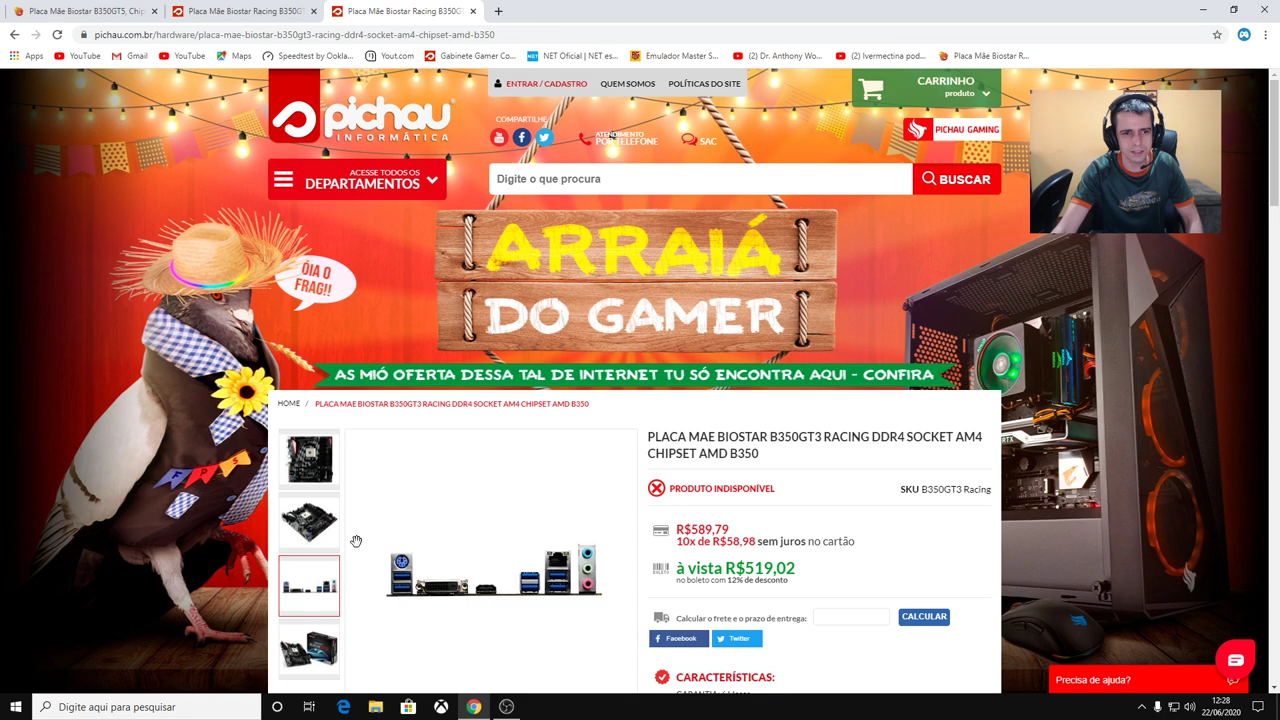 Placa Mãe Biostar B350GT5, Chip
Placa Mae Biostar Racing B350
Placa Mae Biostar Racing B350GT
pichau.com.br/hardware/placa-mae-biostar-b350gt3-racing-ddr4-socket-am4-chipset-amd-b350
Apps
YouTube
Gmail
YouTube
Maps
Speedtest by Ookla...
Yout.com
Gabinete Gamer Co...
NET Oficial | NET es...
Emulador Master S...
(2) Dr. Anthony Wo...
(2) Ivermectina pod...
Placa Mãe Biostar R...
pichau
INFORMÁTICA
ENTRAR / CADASTRO
QUEM SOMOS
POLÍTICAS DO SITE
CARRINHO
produto
COMPARTILHE
ATENDIMENTO
POR TELEFONE
SAC
PICHAU GAMING
ACESSE TODOS OS
DEPARTAMENTOS
Digite o que procura
BUSCAR
ARRAIÁ
DO GAMER
ÓIA O
FRAG!!
FPS
AS MIÓ OFERTA DESSA TAL DE INTERNET TU SÓ ENCONTRA AQUI - CONFIRA
HOME / PLACA MAE BIOSTAR B350GT3 RACING DDR4 SOCKET AM4 CHIPSET AMD B350
PLACA MAE BIOSTAR B350GT3 RACING DDR4 SOCKET AM4
CHIPSET AMD B350
PRODUTO INDISPONÍVEL
SKU B350GT3 Racing
R$589,79
10x de R$58,98 sem juros no cartão
BOLETO
à vista R$519,02
no boleto com 12% de desconto
Calcular o frete e o prazo de entrega:
CALCULAR
Facebook
Twitter
CARACTERÍSTICAS:
Precisa de ajuda?
Digite aqui para pesquisar
12:28
22/06/2020